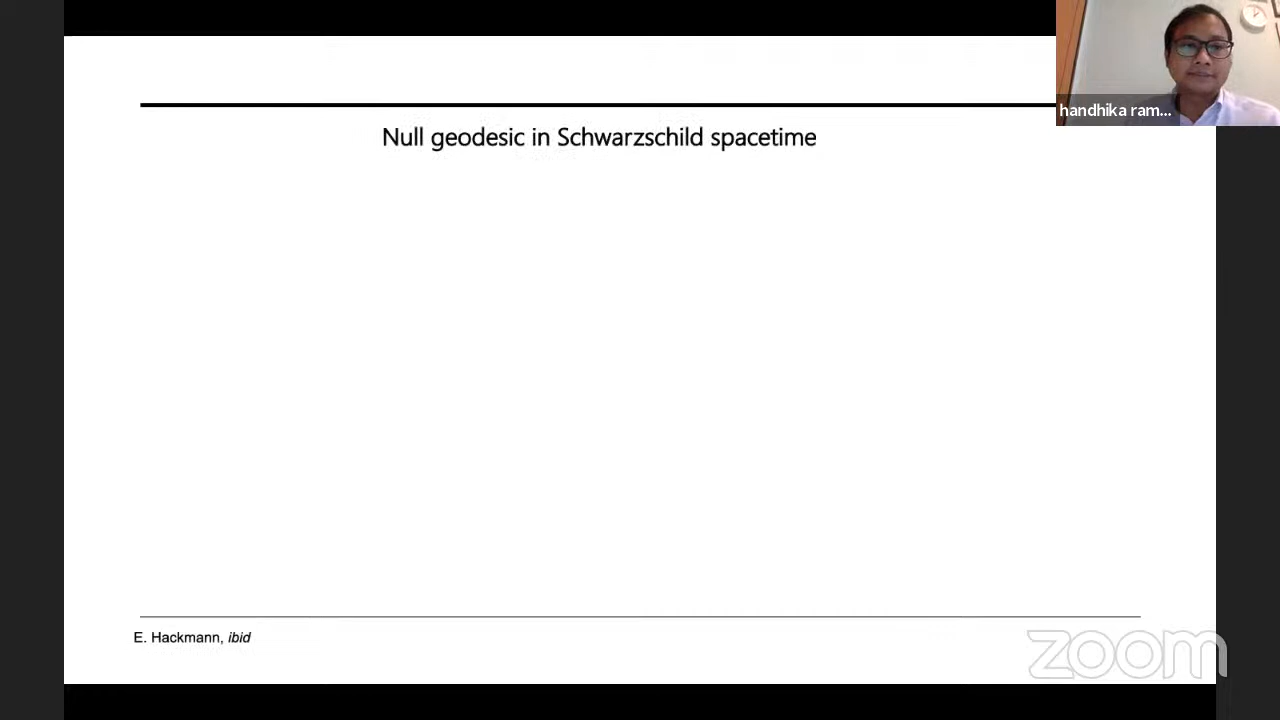 handhika ram...
Null geodesic in Schwarzschild spacetime
E. Hackmann, ibid
zoom